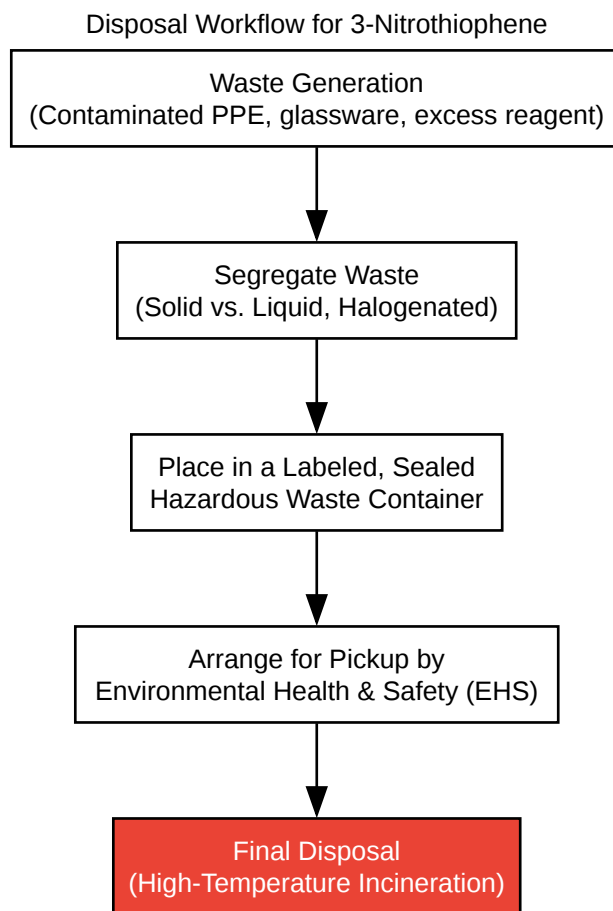 Disposal Workflow for 3-Nitrothiophene
Waste Generation
(Contaminated PPE, glassware, excess reagent)
Segregate Waste
(Solid vs. Liquid, Halogenated)
Place in a Labeled, Sealed
Hazardous Waste Container
Arrange for Pickup by
Environmental Health & Safety (EHS)
Final Disposal
(High-Temperature Incineration)